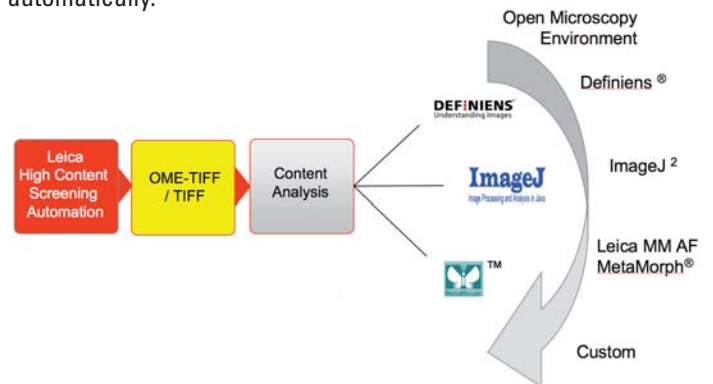 automatically.
Open Microscopy
Environment
Definiens ®
DEFINIENS
Understanding Images
Leica
High Content
Screening
Automation
OME-TIFF
/ TIFF
Content
Analysis
ImageJ
Image Processing and Analysis in Java
ImageJ ²
Leica MM AF
MetaMorph®
MetaMorph
™
Custom